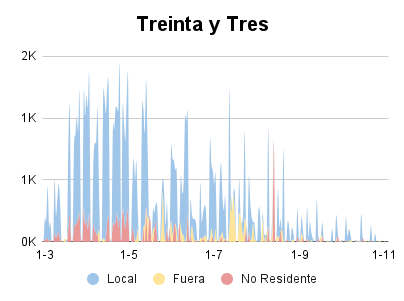 Treinta y Tres
2K
1K
1K
0K
1-3 1-5 1-7 1-9 1-11
Local Fuera No Residente